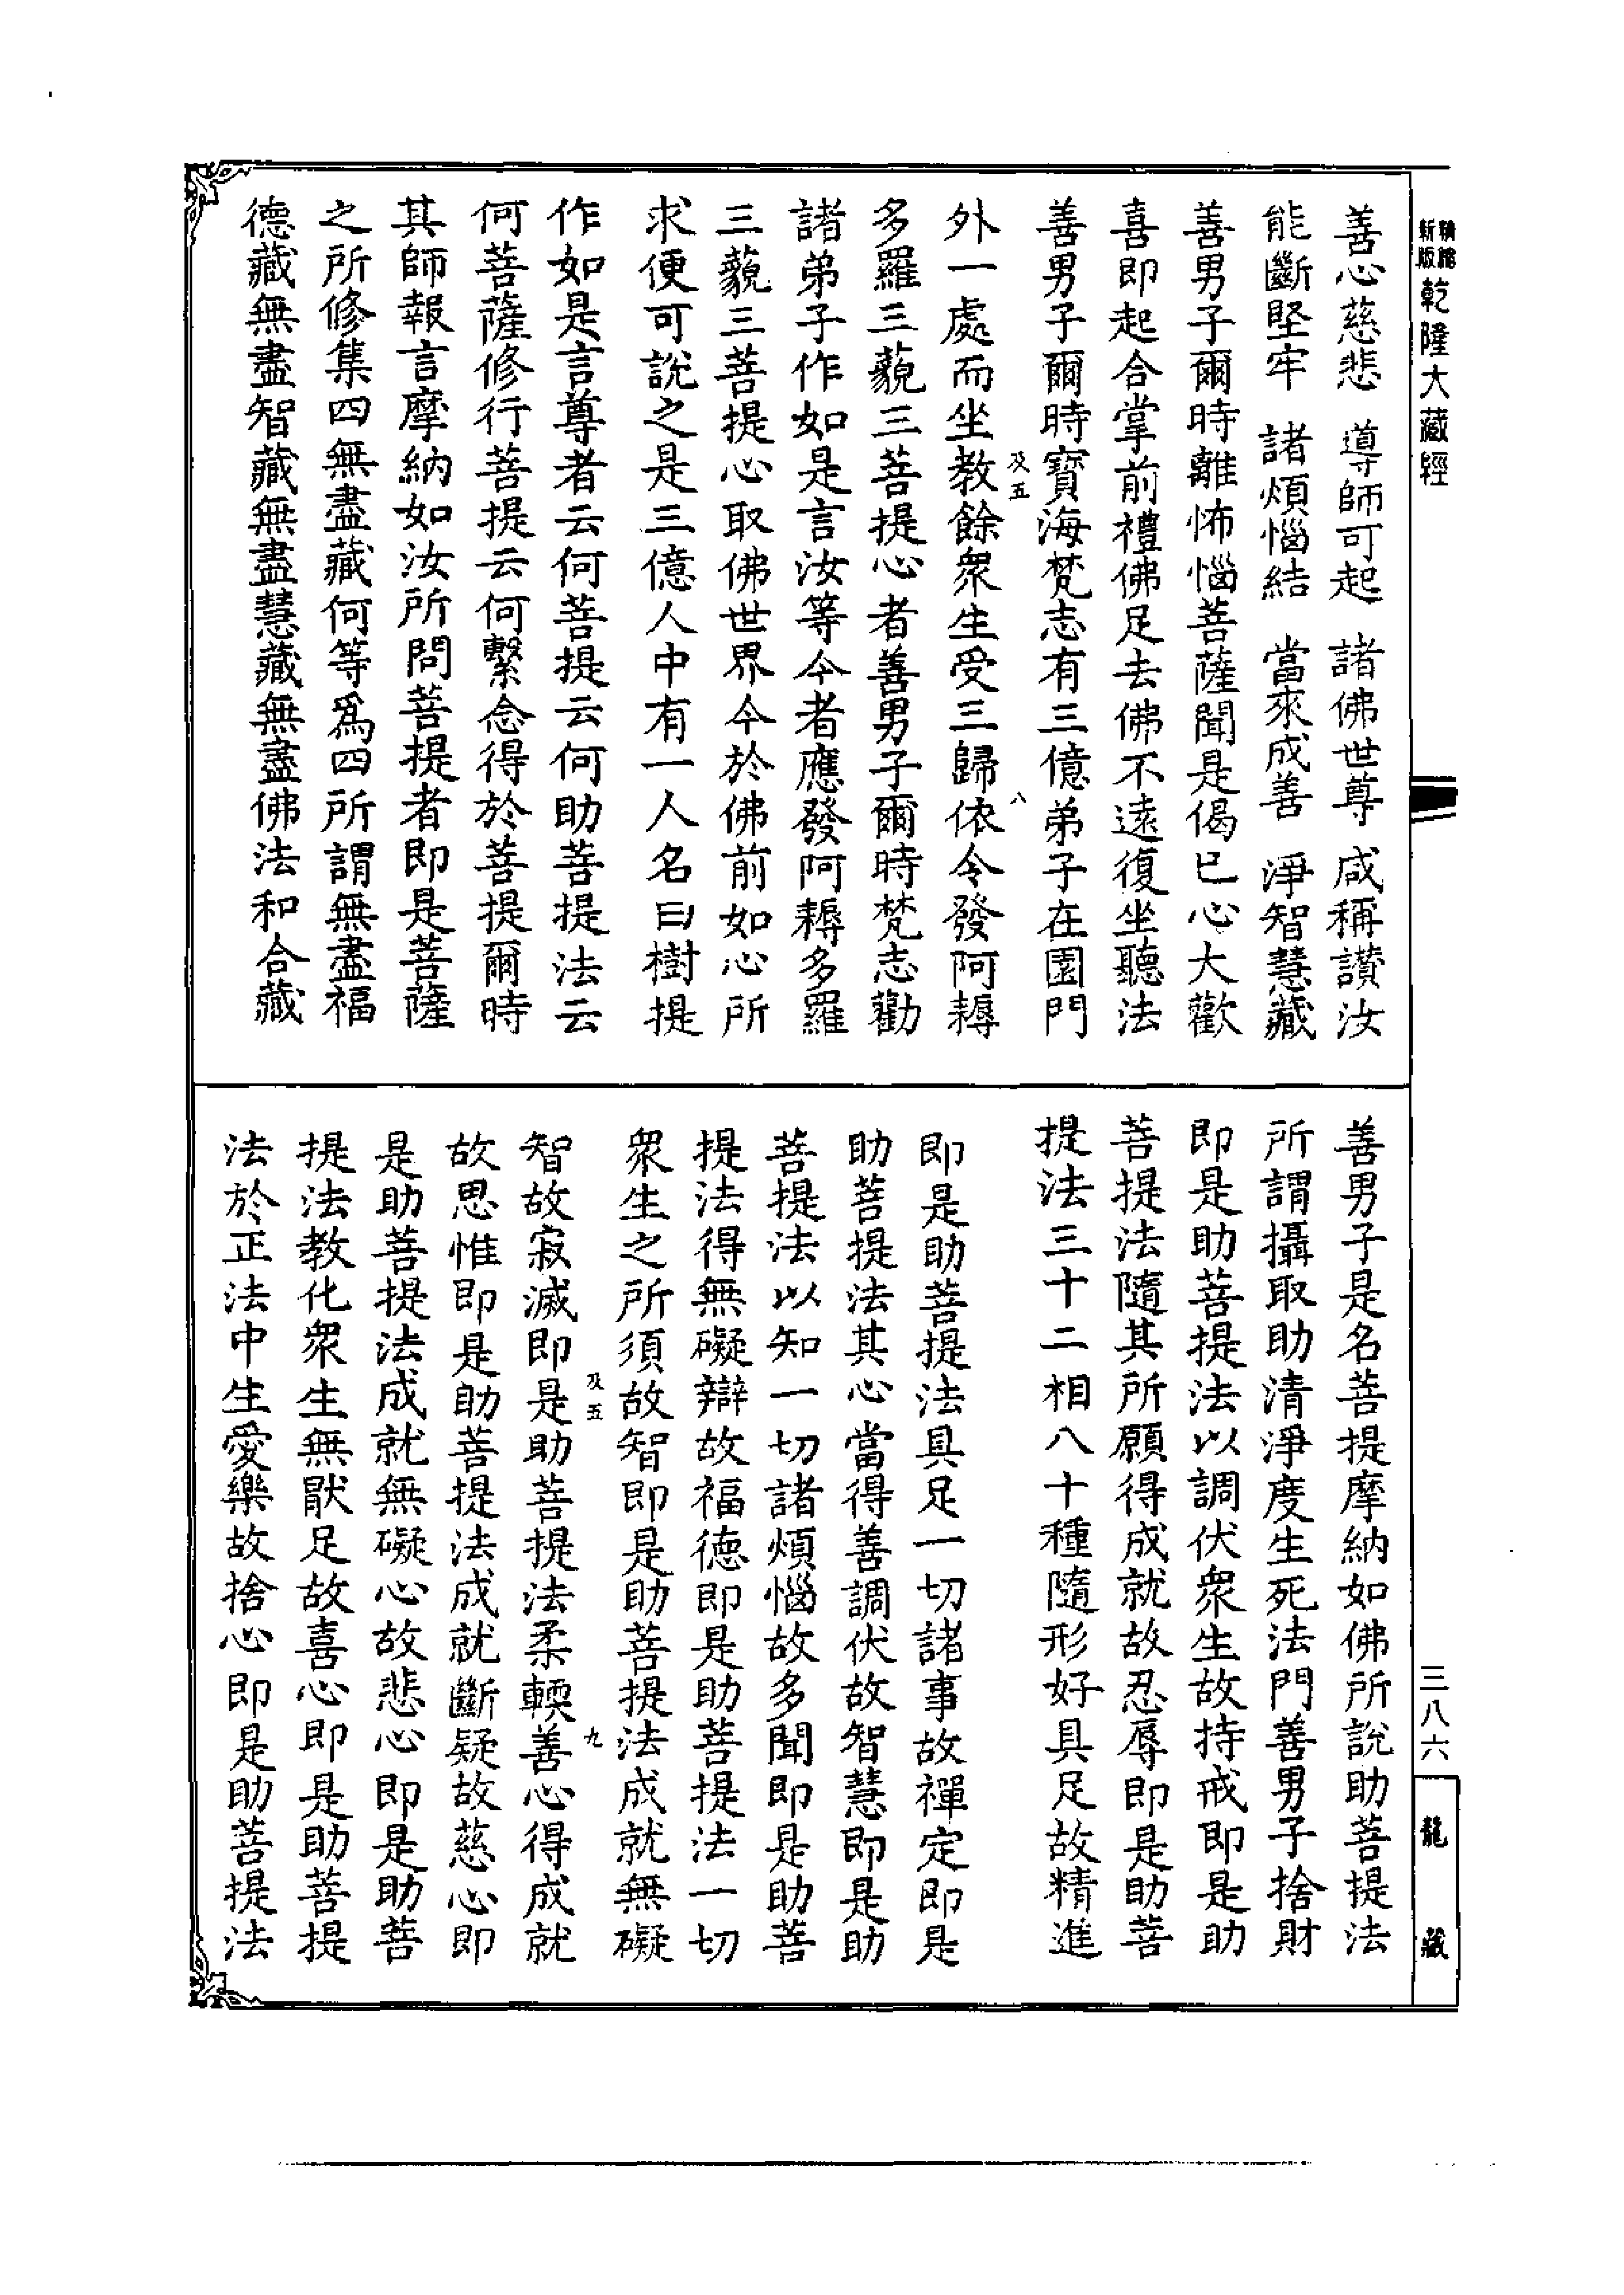 乾隆大藏經
善心慈悲　導師可起　諸佛世尊　咸稱讚汝
能斷堅牢　諸煩惱結　當來成善　淨智慧藏
善男子爾時離怖惱菩薩聞是偈已心大歡
喜即起合掌前禮佛足去佛不遠復坐聽法
善男子爾時寶海梵志有三億弟子在園門
及五
八
外一處而坐教餘衆生受三歸依令發阿耨
多羅三藐三菩提心者善男子爾時梵志勸
諸弟子作如是言汝等今者應發阿耨多羅
三藐三菩提心取佛世界今於佛前如心所
求便可說之是三億人中有一人名曰樹提
作如是言尊者云何菩提云何助菩提法云
何菩薩修行菩提云何繫念得於菩提爾時
其師報言摩納如汝所問菩提者即是菩薩
之所修集四無盡藏何等爲四所謂無盡福
德藏無盡智藏無盡慧藏無盡佛法和合藏
善男子是名菩提摩納如佛所說助菩提法
所謂攝取助清淨度生死法門善男子捨財
即是助菩提法以調伏衆生故持戒即是助
菩提法隨其所願得成就故忍辱即是助菩
提法三十二相八十種隨形好具足故精進
即是助菩提法具足一切諸事故禪定即是
助菩提法其心當得善調伏故智慧即是助
菩提法以知一切諸煩惱故多聞即是助菩
提法得無礙辯故福德即是助菩提法一切
衆生之所須故智即是助菩提法成就無礙
及五
九
智故寂滅即是助菩提法柔輭善心得成就
故思惟即是助菩提法成就斷疑故慈心即
是助菩提法成就無礙心故悲心即是助菩
提法教化衆生無猒足故喜心即是助菩提
法於正法中生愛樂故捨心即是助菩提法
三八六
龍藏